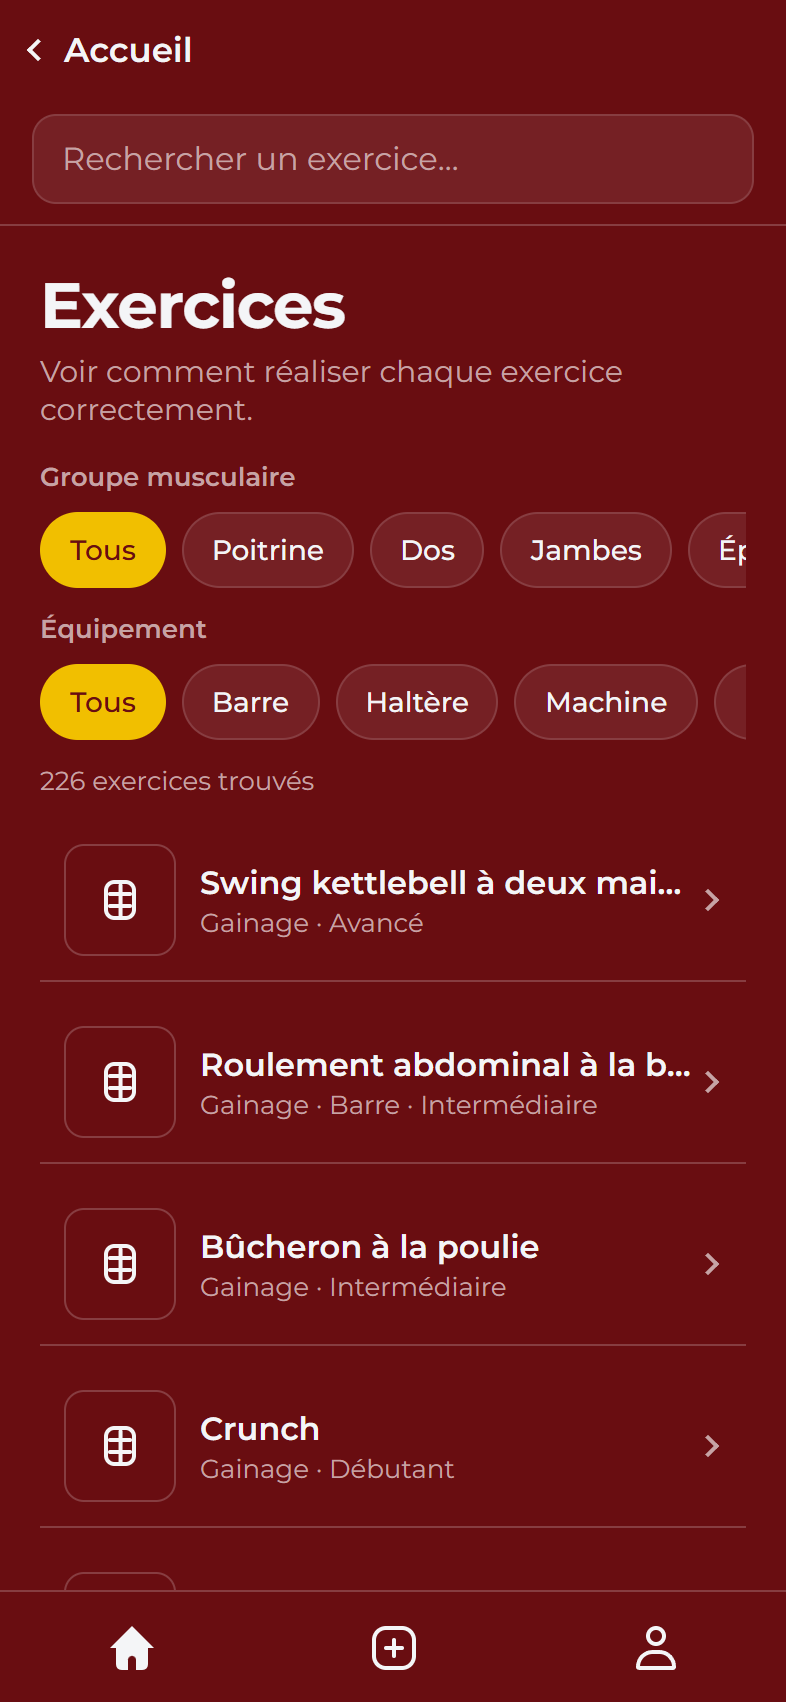 Accueil
Rechercher un exercice...
Exercices
Voir comment réaliser chaque exercice
correctement.
Groupe musculaire
Tous Poitrine Dos Jambes Ép
Équipement
Tous Barre Haltère Machine
226 exercices trouvés
Swing kettlebell à deux mai...
Gainage · Avancé
Roulement abdominal à la b...
Gainage · Barre · Intermédiaire
Bûcheron à la poulie
Gainage · Intermédiaire
Crunch
Gainage · Débutant